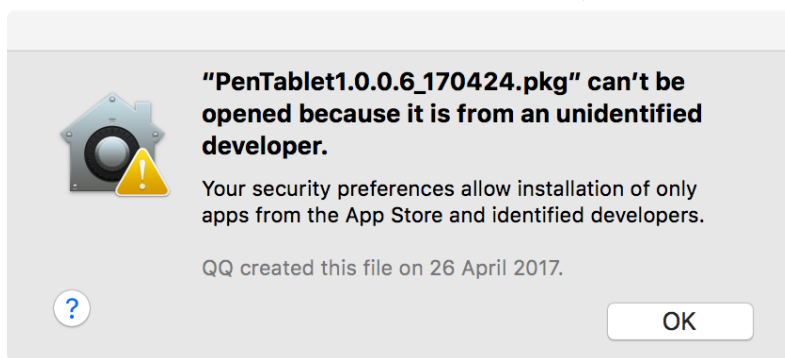 “PenTablet1.0.0.6_170424.pkg” can’t be
opened because it is from an unidentified
developer.
Your security preferences allow installation of only
apps from the App Store and identified developers.
QQ created this file on 26 April 2017.
?
OK